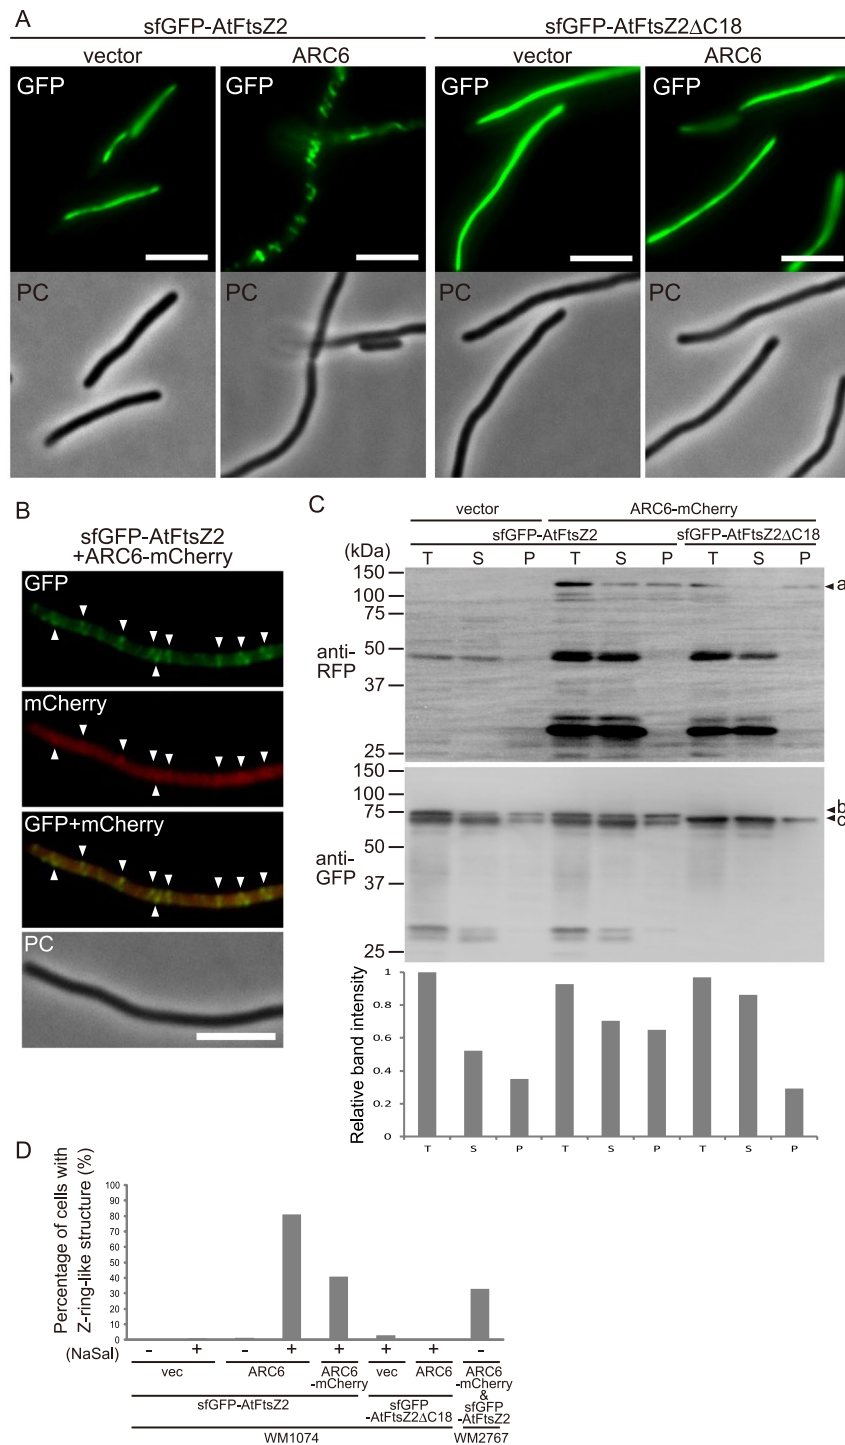 A
sfGFP-AtFtsZ2 sfGFP-AtFtsZ2ΔC18
vector ARC6 vector ARC6
GFP GFP GFP GFP
PC PC PC PC
B
sfGFP-AtFtsZ2
+ARC6-mCherry
GFP
mCherry
GFP+mCherry
PC
C
vector ARC6-mCherry
sfGFP-AtFtsZ2 sfGFP-AtFtsZ2ΔC18
(kDa) T S P T S P T S P
150
100
75
50
37
25
anti-
RFP
a
150
100
75
50
37
25
anti-
GFP
b
c
Relative band intensity
1
0.8
0.6
0.4
0.2
0
T S P T S P T S P
D
Percentage of cells with
Z-ring-like structure (%)
100
90
80
70
60
50
40
30
20
10
0
(NaSal) - + - + + + + -
vec ARC6 ARC6
-mCherry vec ARC6 ARC6
-mCherry
&
sfGFP
-AtFtsZ2
sfGFP-AtFtsZ2 sfGFP
-AtFtsZ2ΔC18
WM1074 WM2767